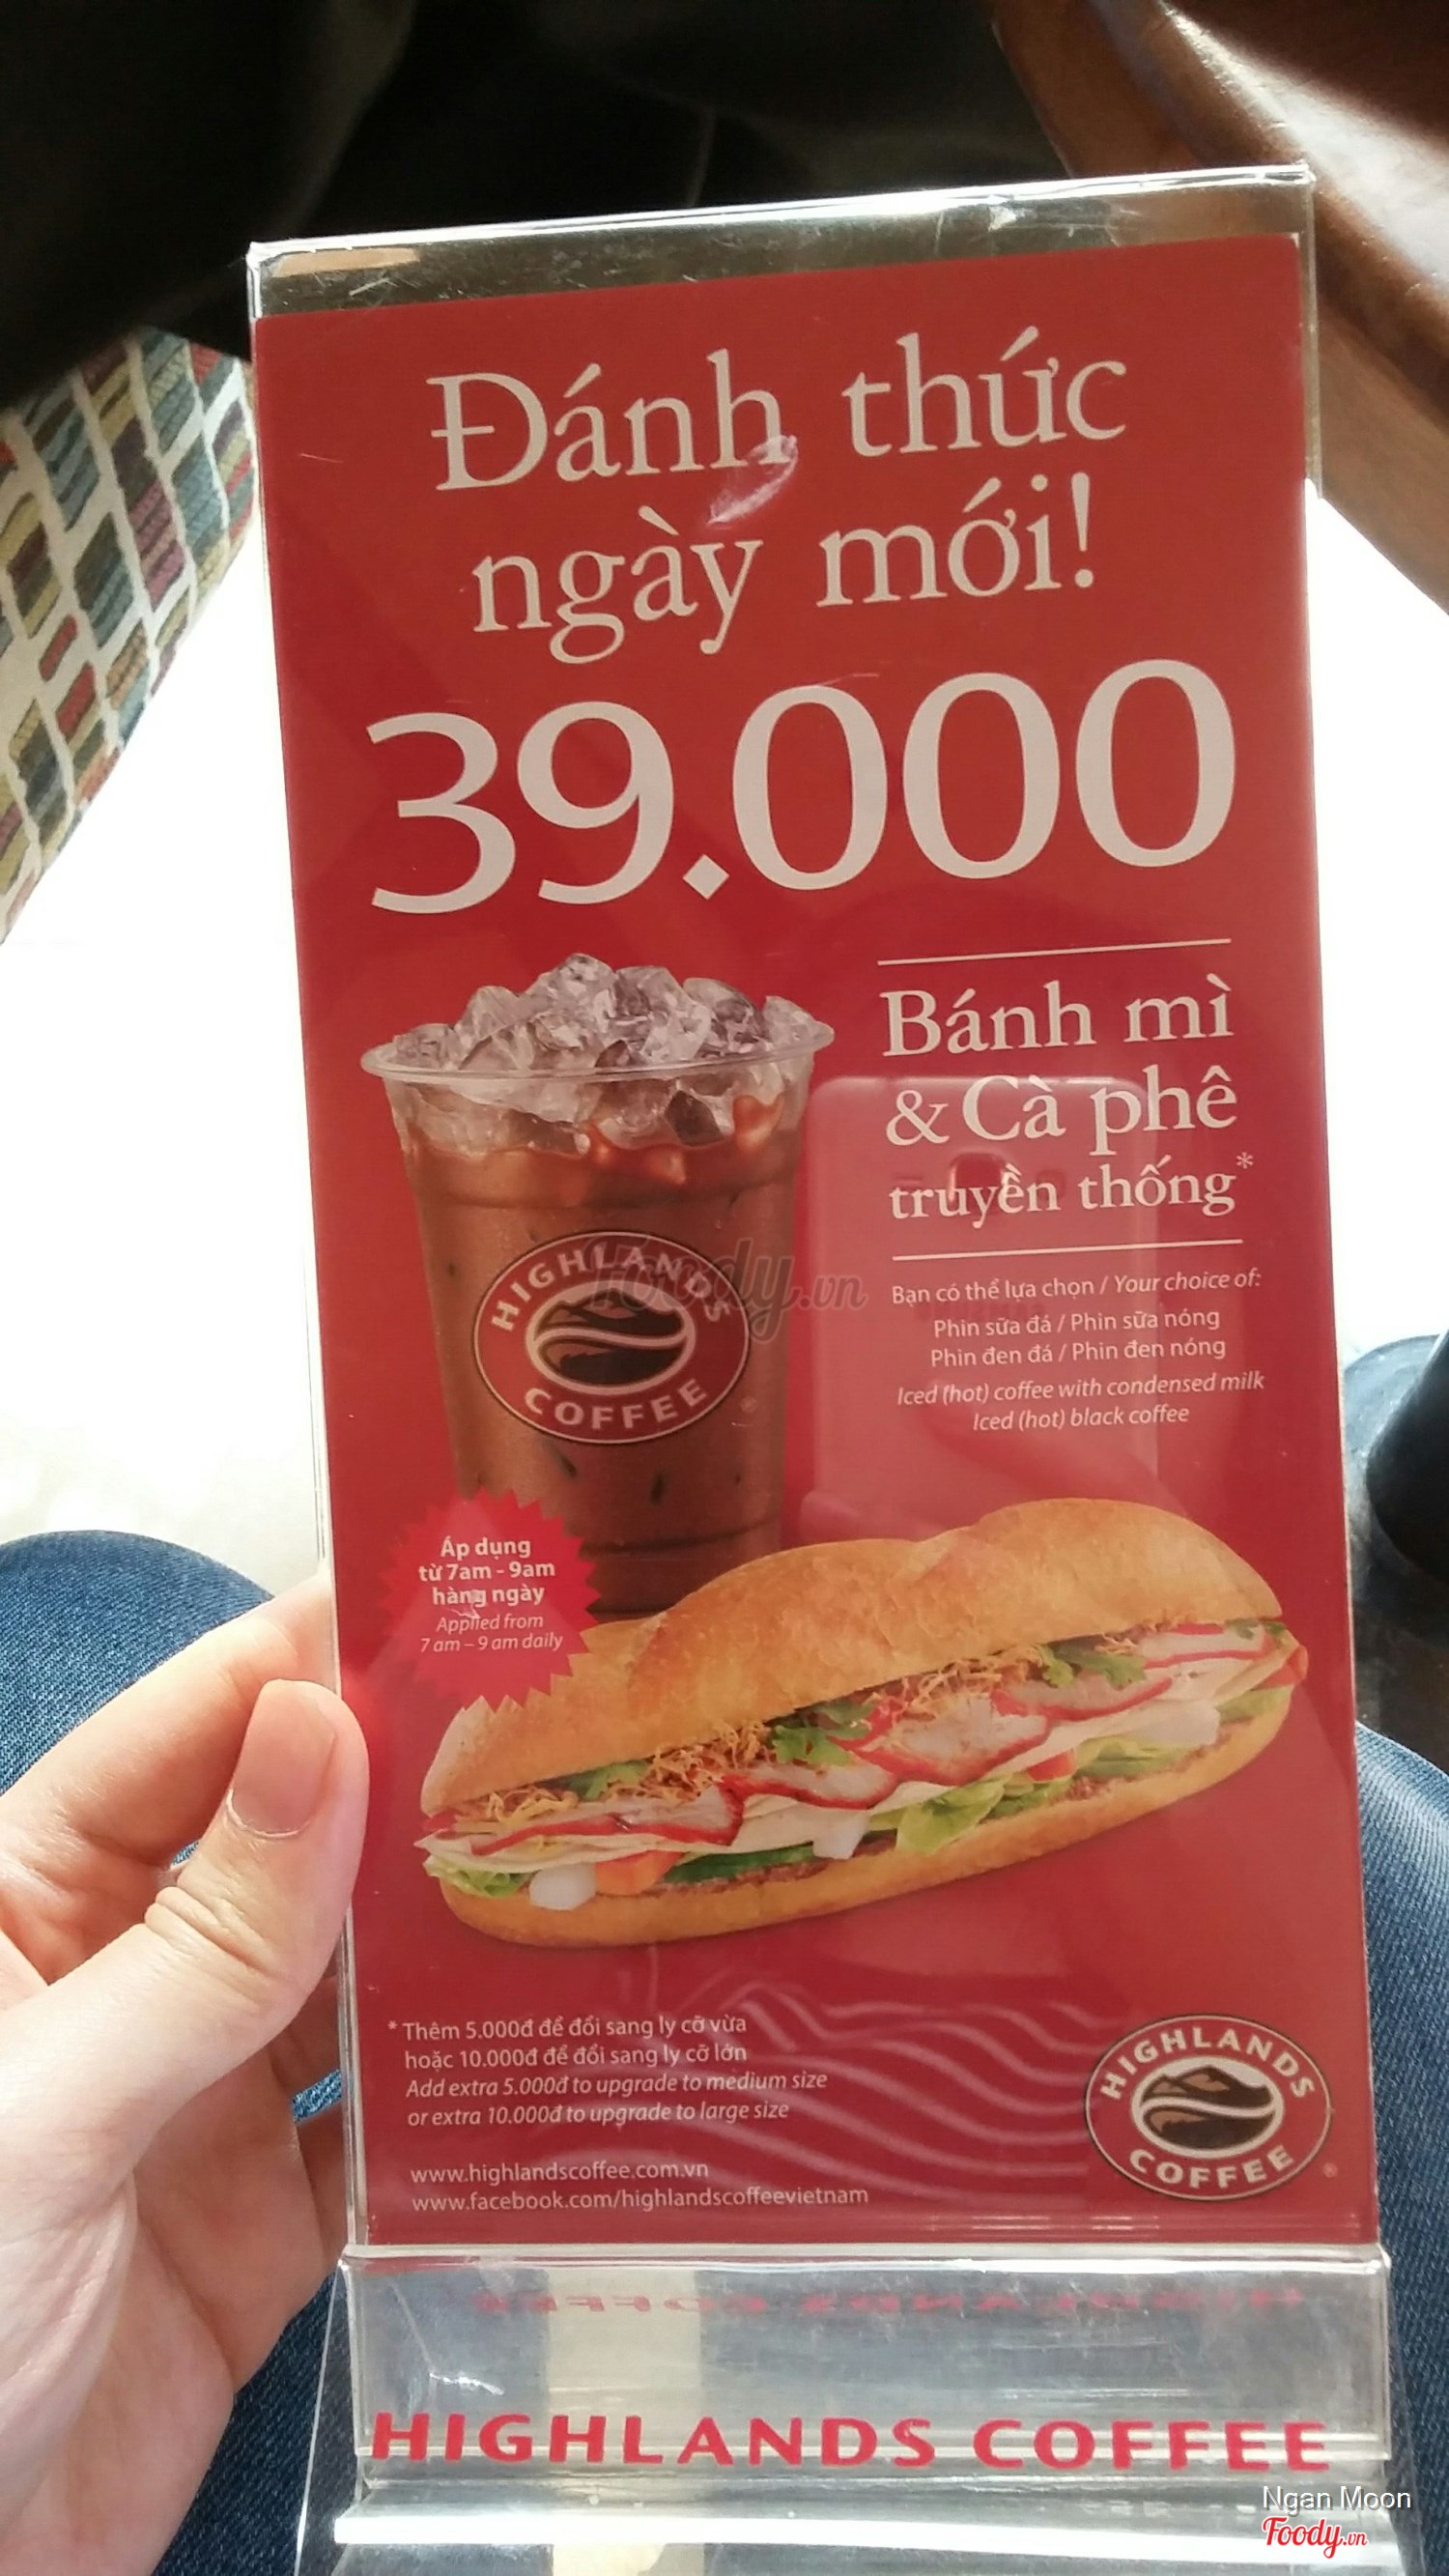 Đánh thức
ngày mới!
39.000
Bánh mì
& Cà phê
truyền thống*
Bạn có thể lựa chọn / Your choice of:
Phin sữa đá / Phin sữa nóng
Phin đen đá / Phin đen nóng
Iced (hot) coffee with condensed milk
Iced (hot) black coffee
HIGHLANDS
COFFEE
®
Foody.vn
Áp dụng
từ 7am - 9am
hàng ngày
Applied from
7 am – 9 am daily
* Thêm 5.000đ để đổi sang ly cỡ vừa
hoặc 10.000đ để đổi sang ly cỡ lớn
Add extra 5.000đ to upgrade to medium size
or extra 10.000đ to upgrade to large size
www.highlandscoffee.com.vn
www.facebook.com/highlandscoffeevietnam
HIGHLANDS
COFFEE
®
HIGHLANDS COFFEE
Ngan Moon
Foody.vn